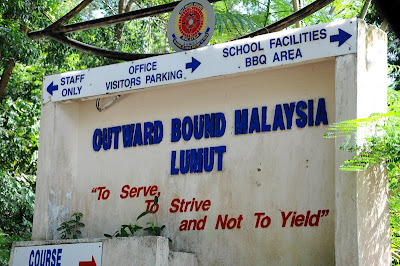 STAFF ONLY
OFFICE
VISITORS PARKING
SCHOOL FACILITIES
BBQ AREA
OUTWARD BOUND MALAYSIA
LUMUT
"To Serve,
To Strive
and Not To Yield"
COURSE